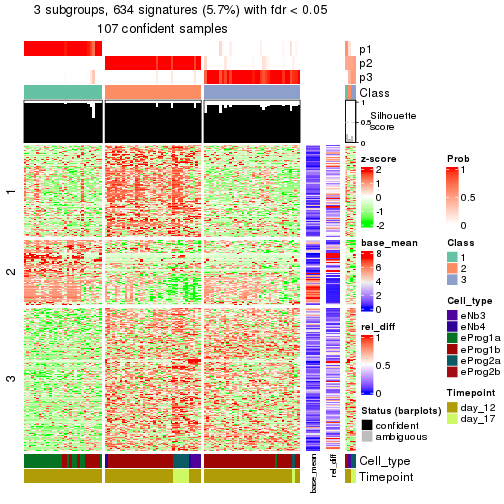 3 subgroups, 634 signatures (5.7%) with fdr < 0.05
107 confident samples
p1
p2
p3
Class
1
0.5
0
Silhouette
score
1
2
3
z-score
2
1
0
-1
-2
base_mean
8
6
4
2
0
rel_diff
1
0.5
0
Status (barplots)
confident
ambiguous
Prob
1
0.5
0
Class
1
2
3
Cell_type
eNb3
eNb4
eProg1a
eProg1b
eProg2a
eProg2b
Timepoint
day_12
day_17
base_mean
rel_diff
Cell_type
Timepoint